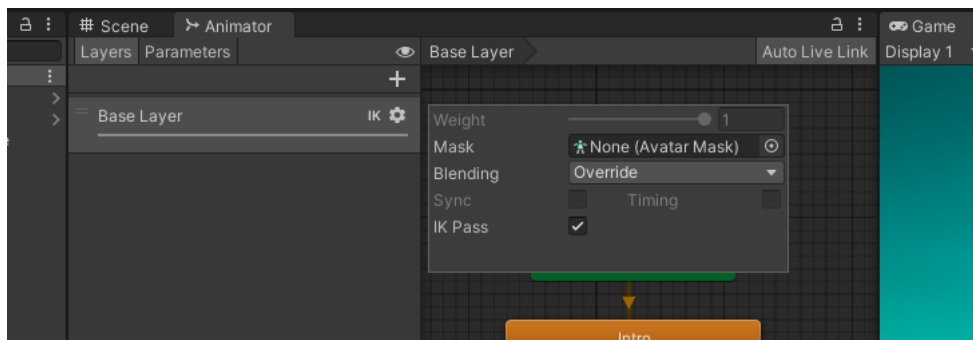 # Scene Animator
Game
Layers Parameters
Base Layer
Auto Live Link
Display 1
Base Layer
IK
Weight
1
Mask
None (Avatar Mask)
Blending
Override
Sync
Timing
IK Pass
Intro